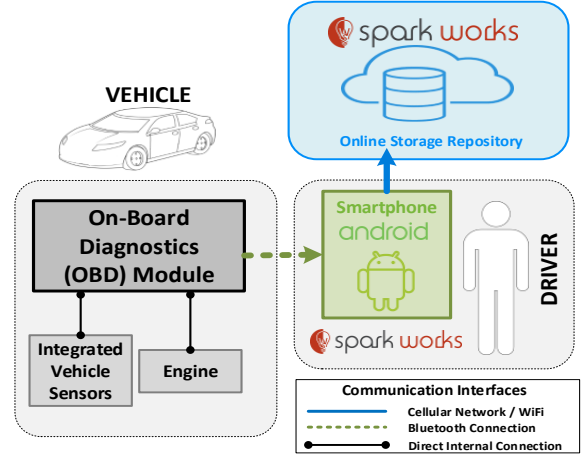 spark works
Online Storage Repository
VEHICLE
On-Board
Diagnostics
(OBD) Module
Integrated
Vehicle
Sensors
Engine
Smartphone
android
DRIVER
spark works
Communication Interfaces
Cellular Network / WiFi
Bluetooth Connection
Direct Internal Connection